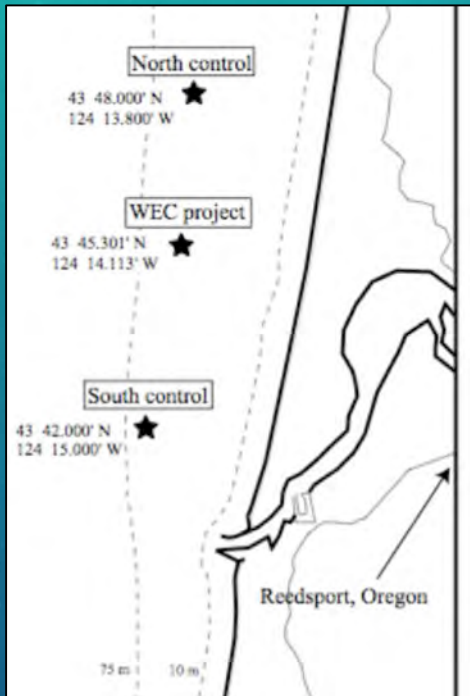 North control
43 48.000' N
124 13.800' W
WEC project
43 45.301' N
124 14.113' W
South control
43 42.000' N
124 15.000' W
Reedsport, Oregon
75 m
10 m